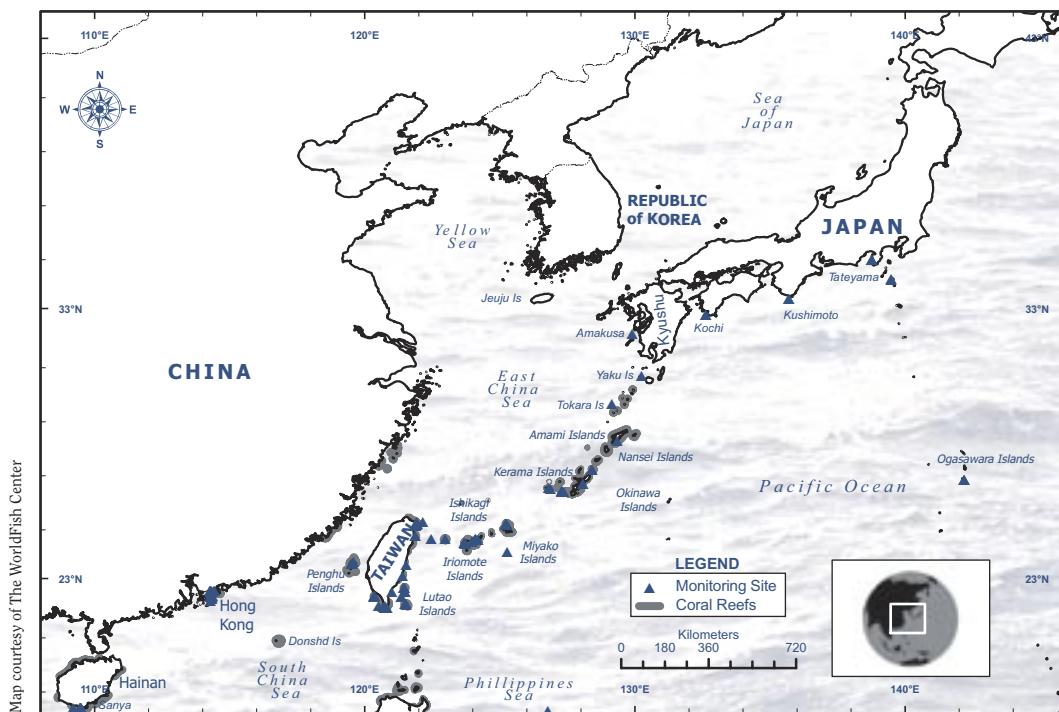 110°E
120°E
130°E
140°E
43°N
N
W
E
S
Sea
of
Japan
REPUBLIC
of KOREA
JAPAN
Yellow
Sea
Tateyama
Jeju Is
Kushimoto
33°N
33°N
Kochi
Kyushu
Amakusa
CHINA
East
China
Sea
Yaku Is
Tokara Is
Amami Islands
Nansei Islands
Kerama Islands
Ogasawara Islands
Pacific Ocean
Okinawa
Islands
Ishikagi
Islands
TAIWAN
Miyako
Islands
Iriomote
Islands
Penghu
Islands
23°N
23°N
Lutao
Islands
Hong
Kong
Donshd Is
South
China
Sea
Hainan
Sanya
110°E
120°E
Phillippines
Sea
130°E
140°E
LEGEND
Monitoring Site
Coral Reefs
Kilometers
0 180 360 720
Map courtesy of The WorldFish Center